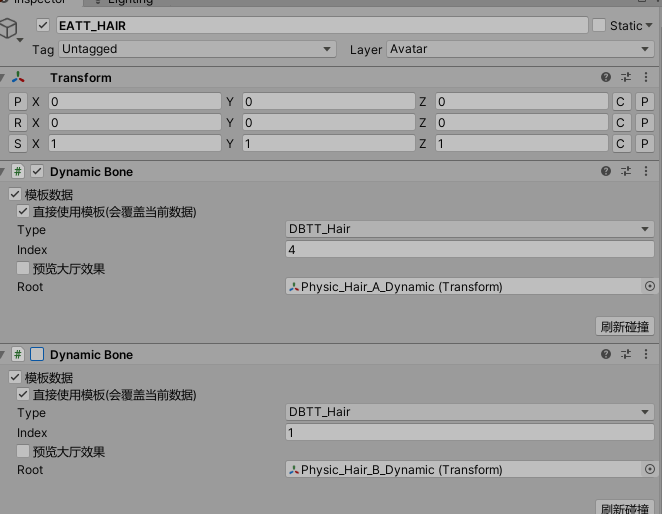 Inspector Lighting
EATT_HAIR Static
Tag Untagged Layer Avatar
Transform
P X 0 Y 0 Z 0 C P
R X 0 Y 0 Z 0 C P
S X 1 Y 1 Z 1 C P
# Dynamic Bone
模板数据
直接使用模板(会覆盖当前数据)
Type DBTT_Hair
Index 4
预览大厅效果
Root Physic_Hair_A_Dynamic (Transform)
刷新碰撞
# Dynamic Bone
模板数据
直接使用模板(会覆盖当前数据)
Type DBTT_Hair
Index 1
预览大厅效果
Root Physic_Hair_B_Dynamic (Transform)
刷新碰撞